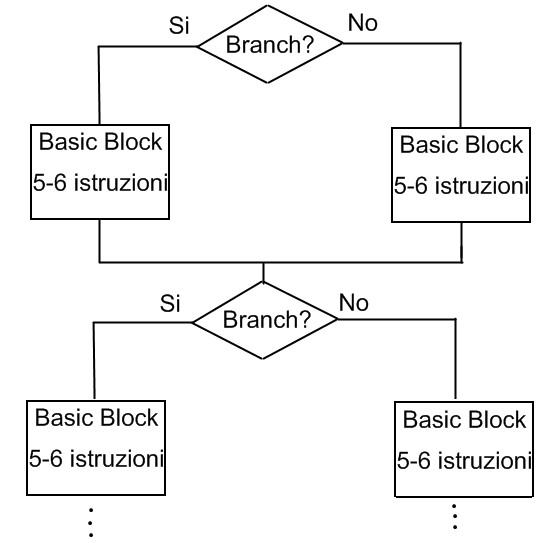 Si
Branch?
No
Basic Block
5-6 istruzioni
Basic Block
5-6 istruzioni
Si
Branch?
No
Basic Block
5-6 istruzioni
Basic Block
5-6 istruzioni